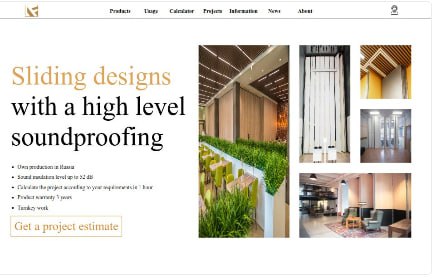 Products Usage Calculator Projects Information News About
Sliding designs
with a high level
soundproofing
Own production in Russia
Sound insulation level up to 52 dB
Calculate the project according to your requirements in 1 hour
Product warranty 3 years
Turnkey work
Get a project estimate